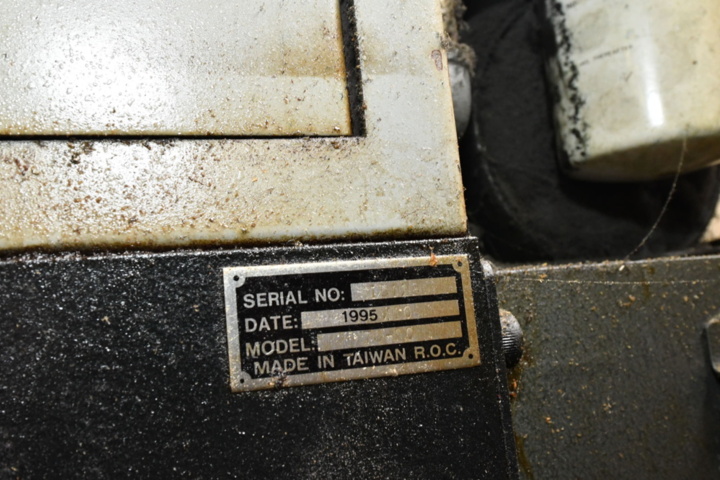 SERIAL NO:
DATE: 1995
MODEL:
MADE IN TAIWAN R.O.C.